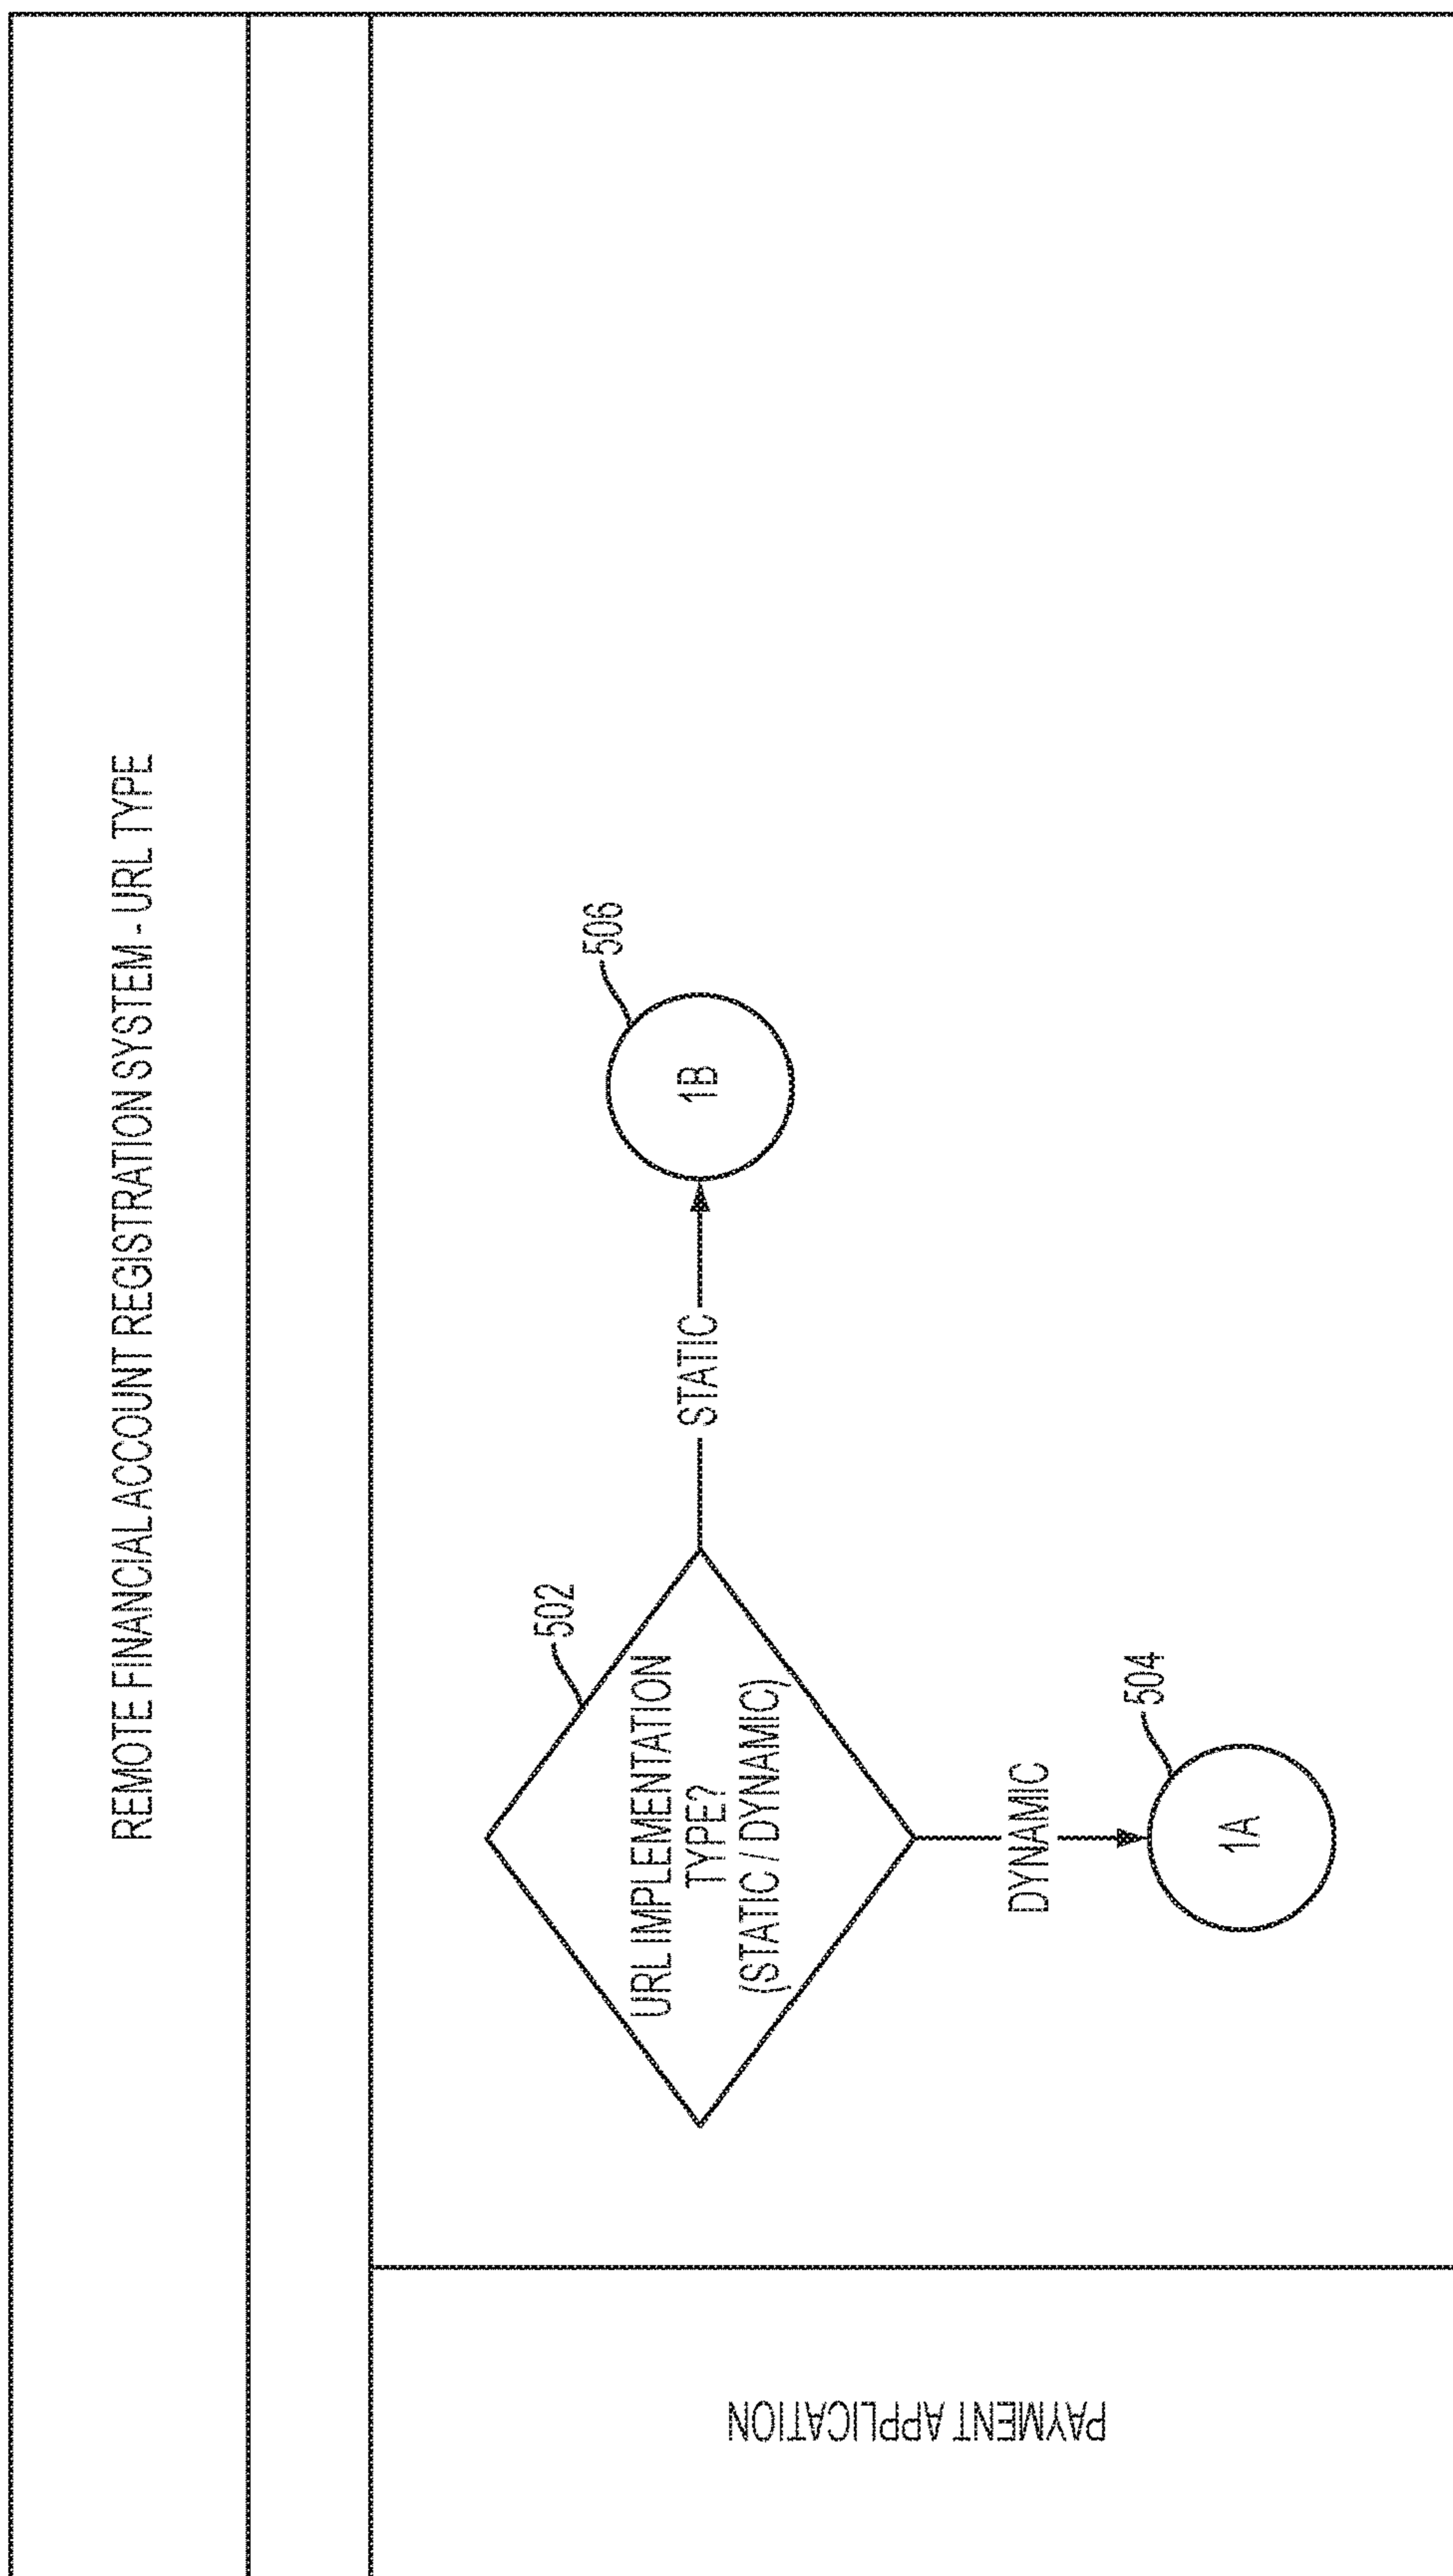 REMOTE FINANCIAL ACCOUNT REGISTRATION SYSTEM - URL TYPE
PAYMENT APPLICATION
502
URL IMPLEMENTATION
TYPE?
(STATIC / DYNAMIC)
STATIC
506
1B
DYNAMIC
504
1A